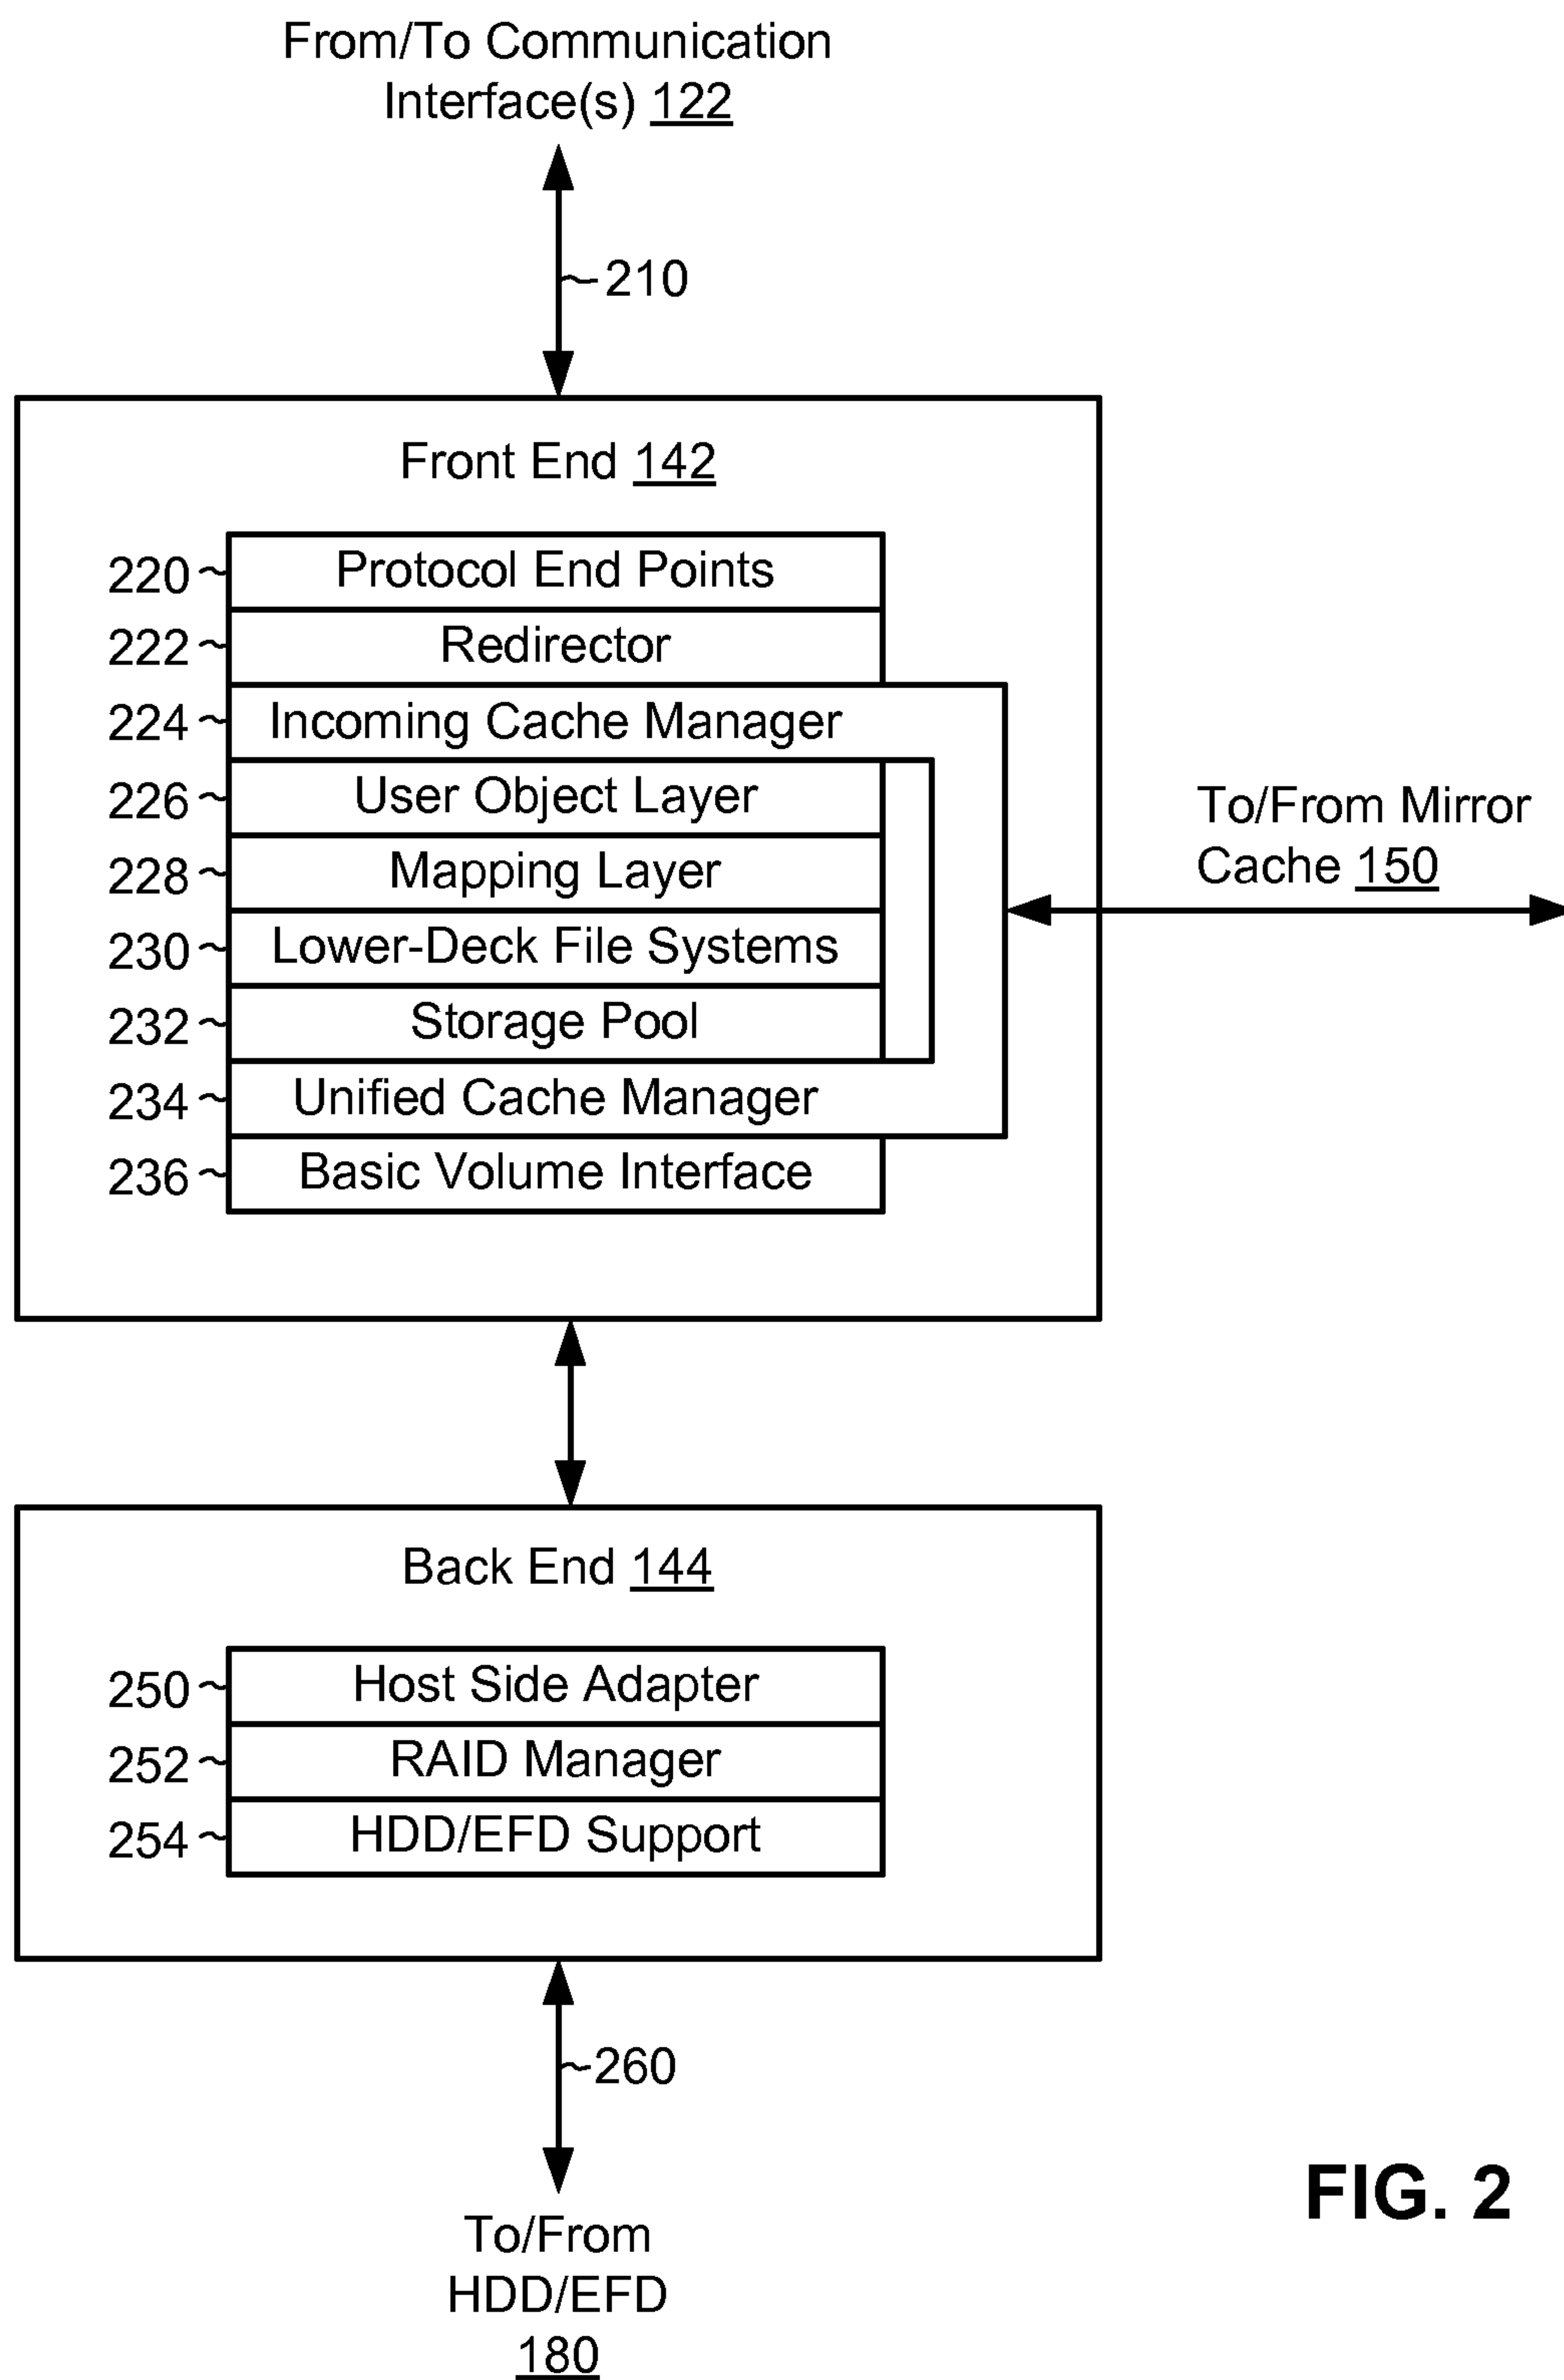 From/To Communication
Interface(s) 122
210
Front End 142
220 Protocol End Points
222 Redirector
224 Incoming Cache Manager
226 User Object Layer
228 Mapping Layer
230 Lower-Deck File Systems
232 Storage Pool
234 Unified Cache Manager
236 Basic Volume Interface
To/From Mirror
Cache 150
Back End 144
250 Host Side Adapter
252 RAID Manager
254 HDD/EFD Support
260
To/From
HDD/EFD
180
FIG. 2